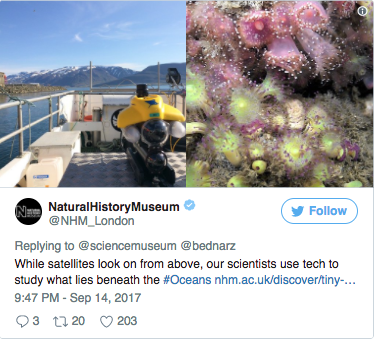 NaturalHistoryMuseum
@NHM_London
Follow
Replying to @sciencemuseum @bednarz
While satellites look on from above, our scientists use tech to
study what lies beneath the #Oceans nhm.ac.uk/discover/tiny-...
9:47 PM - Sep 14, 2017
3 20 203